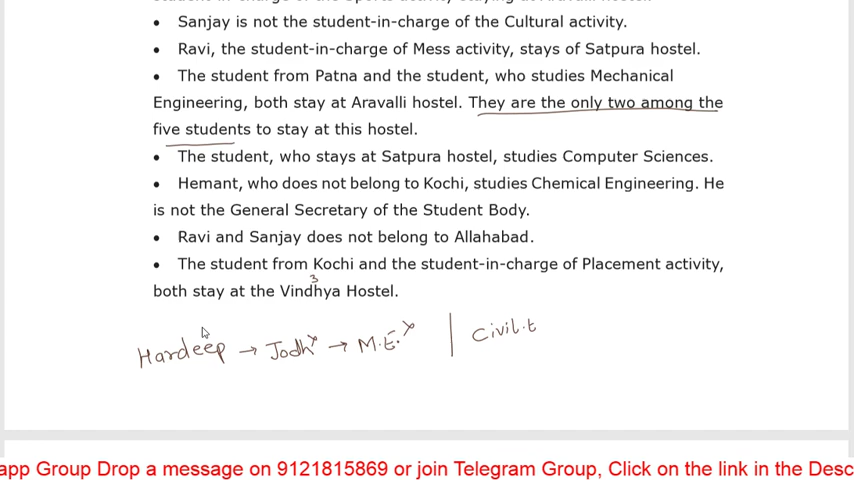 • Sanjay is not the student-in-charge of the Cultural activity.
• Ravi, the student-in-charge of Mess activity, stays of Satpura hostel.
• The student from Patna and the student, who studies Mechanical
Engineering, both stay at Aravalli hostel. They are the only two among the
five students to stay at this hostel.
• The student, who stays at Satpura hostel, studies Computer Sciences.
• Hemant, who does not belong to Kochi, studies Chemical Engineering. He
is not the General Secretary of the Student Body.
• Ravi and Sanjay does not belong to Allahabad.
• The student from Kochi and the student-in-charge of Placement activity,
3
both stay at the Vindhya Hostel.
Hardeep → Jodh x → M.E. x | Civil.t
app Group Drop a message on 9121815869 or join Telegram Group, Click on the link in the Desc